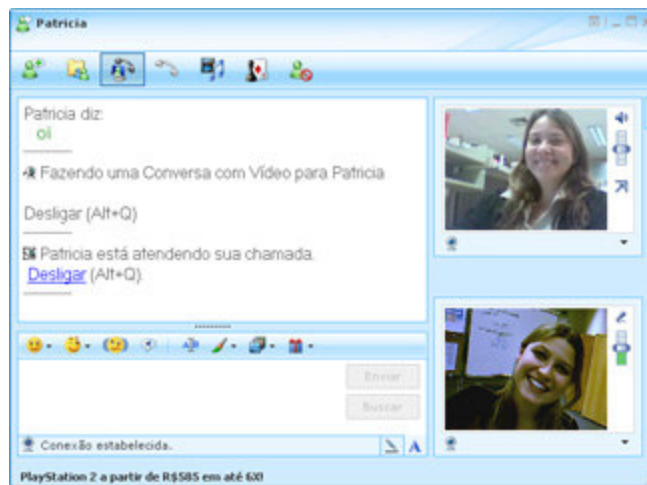 Patricia
Patricia diz:
oi
Fazendo uma Conversa com Vídeo para Patricia
Desligar (Alt+Q)
Patricia está atendendo sua chamada.
Desligar (Alt+Q).
Enviar
Buscar
Conexão estabelecida.
A
PlayStation 2 a partir de R$585 em até 6X!